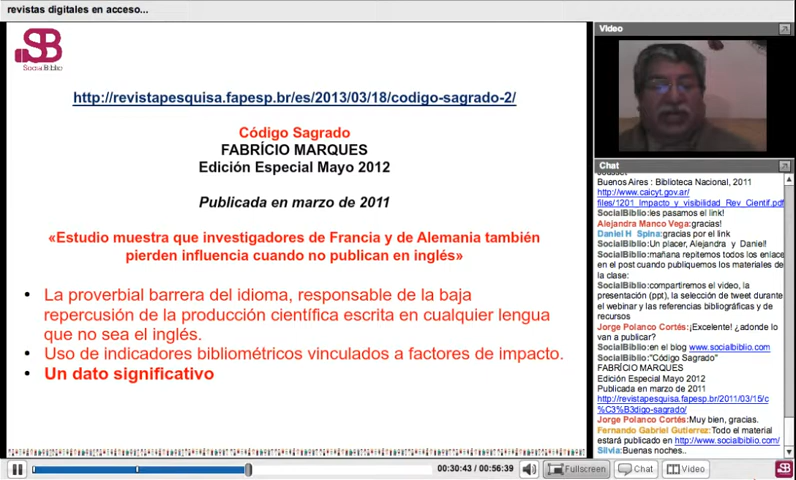 revistas digitales en acceso...
SB
Social Biblio
http://revistapesquisa.fapesp.br/es/2013/03/18/codigo-sagrado-2/
Código Sagrado
FABRÍCIO MARQUES
Edición Especial Mayo 2012
Publicada en marzo de 2011
«Estudio muestra que investigadores de Francia y de Alemania también
pierden influencia cuando no publican en inglés»
• La proverbial barrera del idioma, responsable de la baja
repercusión de la producción científica escrita en cualquier lengua
que no sea el inglés.
• Uso de indicadores bibliométricos vinculados a factores de impacto.
• Un dato significativo
Video
Chat
Buenos Aires : Biblioteca Nacional, 2011
http://www.caicyt.gov.ar/
files/1201_Impacto_y_visibilidad_Rev_Cientif.pdf
SocialBiblio:les pasamos el link!
Alejandra Manco Vega:gracias!
Daniel H Spina:gracias por el link
SocialBiblio:Un placer, Alejandra y Daniel!
SocialBiblio:mañana repitemos todos los enlaces
en el post cuando publiquemos los materiales de
la clase:
SocialBiblio:compartiremos el video, la
presentación (ppt), la selección de tweet durante
el webinar y las referencias bibliográficas y de
recursos
Jorge Polanco Cortés:¡Excelente! ¿adonde lo
van a publicar?
SocialBiblio:en el blog www.socialbiblio.com
SocialBiblio:"Código Sagrado"
FABRÍCIO MARQUES
Edición Especial Mayo 2012
Publicada en marzo de 2011
http://revistapesquisa.fapesp.br/2011/03/15/c
%C3%B3digo-sagrado/
Jorge Polanco Cortés:Muy bien, gracias.
Fernando Gabriel Gutierrez:Todo el material
estará publicado en http://www.socialbiblio.com/
Silvia:Buenas noches..
00:30:43 / 00:56:39
Fullscreen
Chat
Video
SB